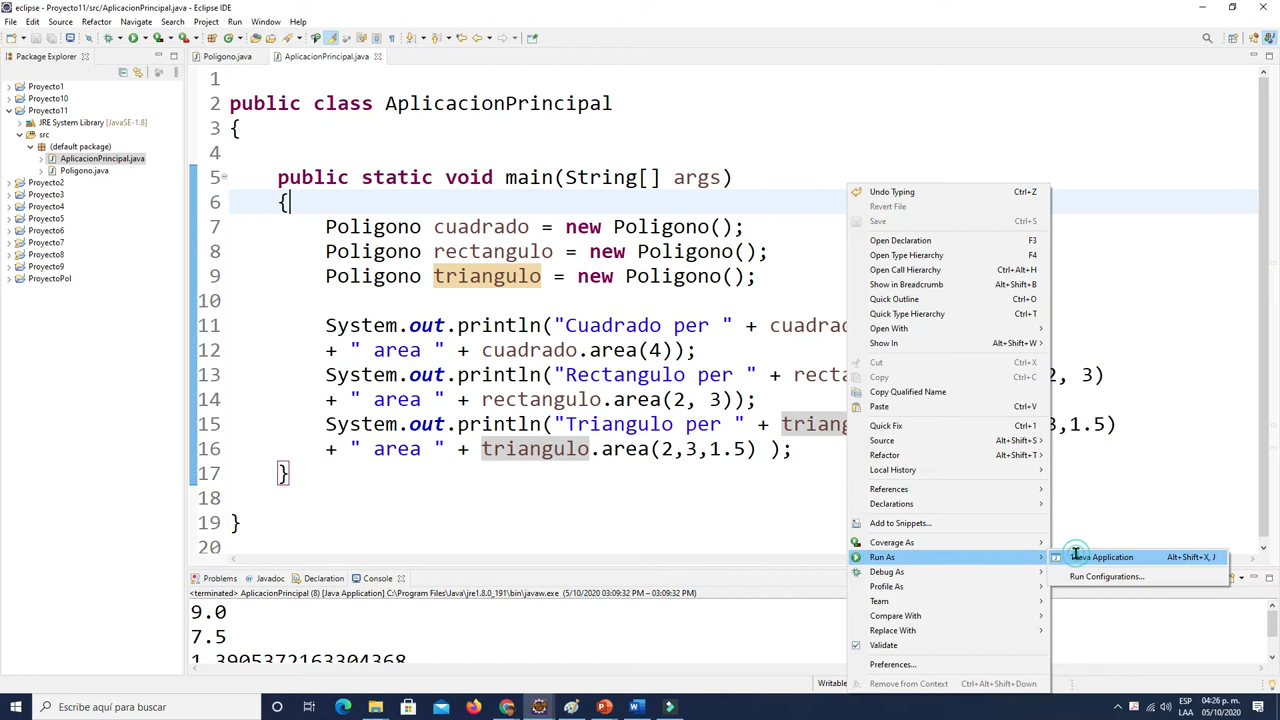 eclipse - Proyecto11/src/AplicacionPrincipal.java - Eclipse IDE
File Edit Source Refactor Navigate Search Project Run Window Help
Package Explorer
Poligono.java
AplicacionPrincipal.java
Proyecto1
Proyecto10
Proyecto11
JRE System Library [JavaSE-1.8]
src
(default package)
AplicacionPrincipal.java
Poligono.java
Proyecto2
Proyecto3
Proyecto4
Proyecto5
Proyecto6
Proyecto7
Proyecto8
Proyecto9
ProyectoPol
1
2 public class AplicacionPrincipal
3 {
4
5 public static void main(String[] args)
6 {
7 Poligono cuadrado = new Poligono();
8 Poligono rectangulo = new Poligono();
9 Poligono triangulo = new Poligono();
10
11 System.out.println("Cuadrado per " + cuadrad
12 + " area " + cuadrado.area(4));
13 System.out.println("Rectangulo per " + rect 2, 3)
14 + " area " + rectangulo.area(2, 3));
15 System.out.println("Triangulo per " + triang 3,1.5)
16 + " area " + triangulo.area(2,3,1.5) );
17 }
18
19 }
20
Undo Typing Ctrl+Z
Revert File
Save Ctrl+S
Open Declaration F3
Open Type Hierarchy F4
Open Call Hierarchy Ctrl+Alt+H
Show in Breadcrumb Alt+Shift+B
Quick Outline Ctrl+O
Quick Type Hierarchy Ctrl+T
Open With
Show In Alt+Shift+W
Cut Ctrl+X
Copy Ctrl+C
Copy Qualified Name
Paste Ctrl+V
Quick Fix Ctrl+1
Source Alt+Shift+S
Refactor Alt+Shift+T
Local History
References
Declarations
Add to Snippets...
Coverage As
Run As
Debug As
Profile As
Team
Compare With
Replace With
Validate
Preferences...
Remove from Context Ctrl+Alt+Shift+Down
Java Application Alt+Shift+X, J
Run Configurations...
Problems Javadoc Declaration Console
<terminated> AplicacionPrincipal (8) [Java Application] C:\Program Files\Java\jre1.8.0_191\bin\javaw.exe (5/10/2020 03:09:32 PM – 03:09:32 PM)
9.0
7.5
1.3905372163304368
Writable
Escribe aquí para buscar
ESP
LAA
04:26 p. m.
05/10/2020